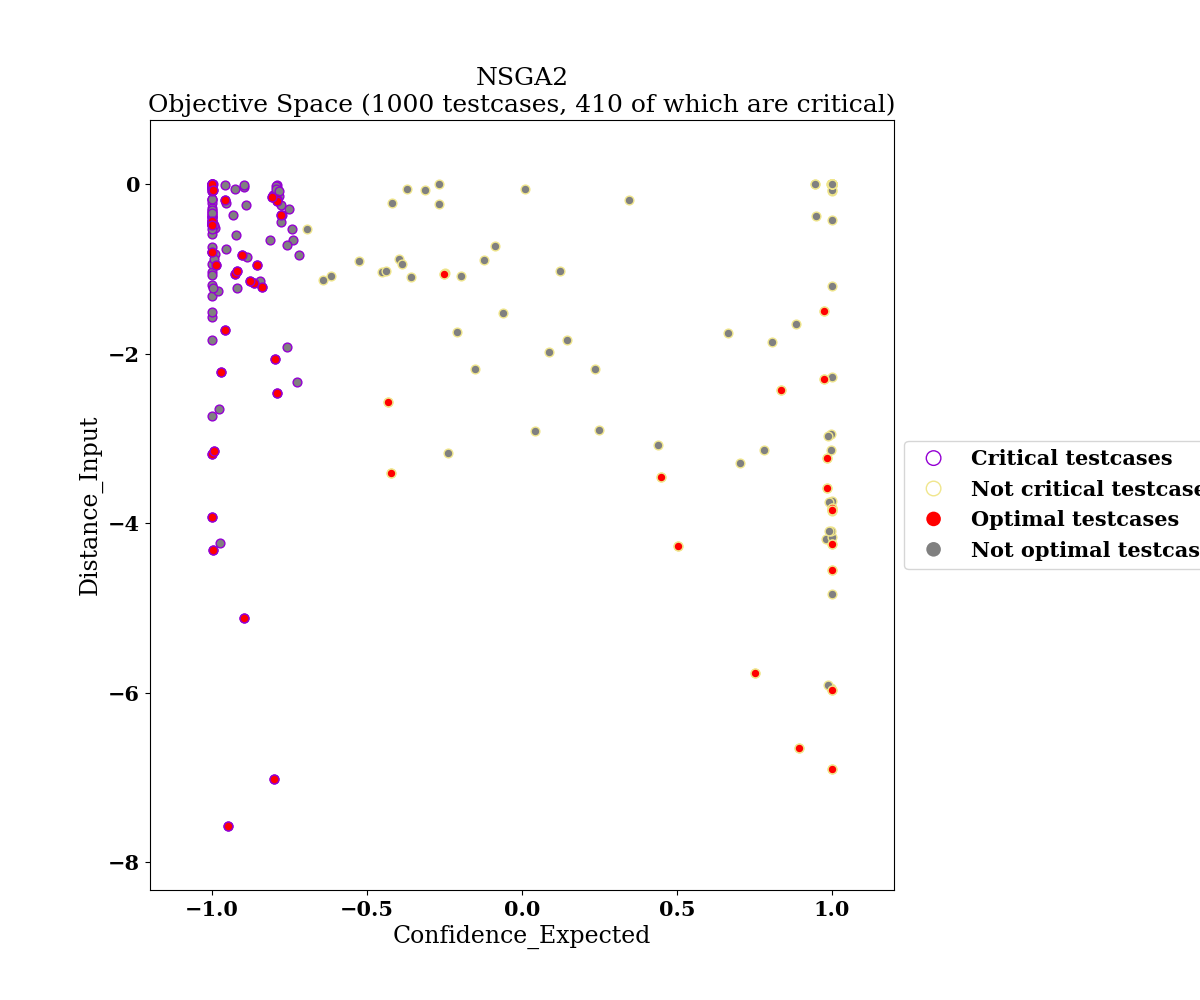 NSGA2
Objective Space (1000 testcases, 410 of which are critical)
0
−2
−4
−6
−8
Distance_Input
−1.0
−0.5
0.0
0.5
1.0
Confidence_Expected
Critical testcases
Not critical testcase
Optimal testcases
Not optimal testcas